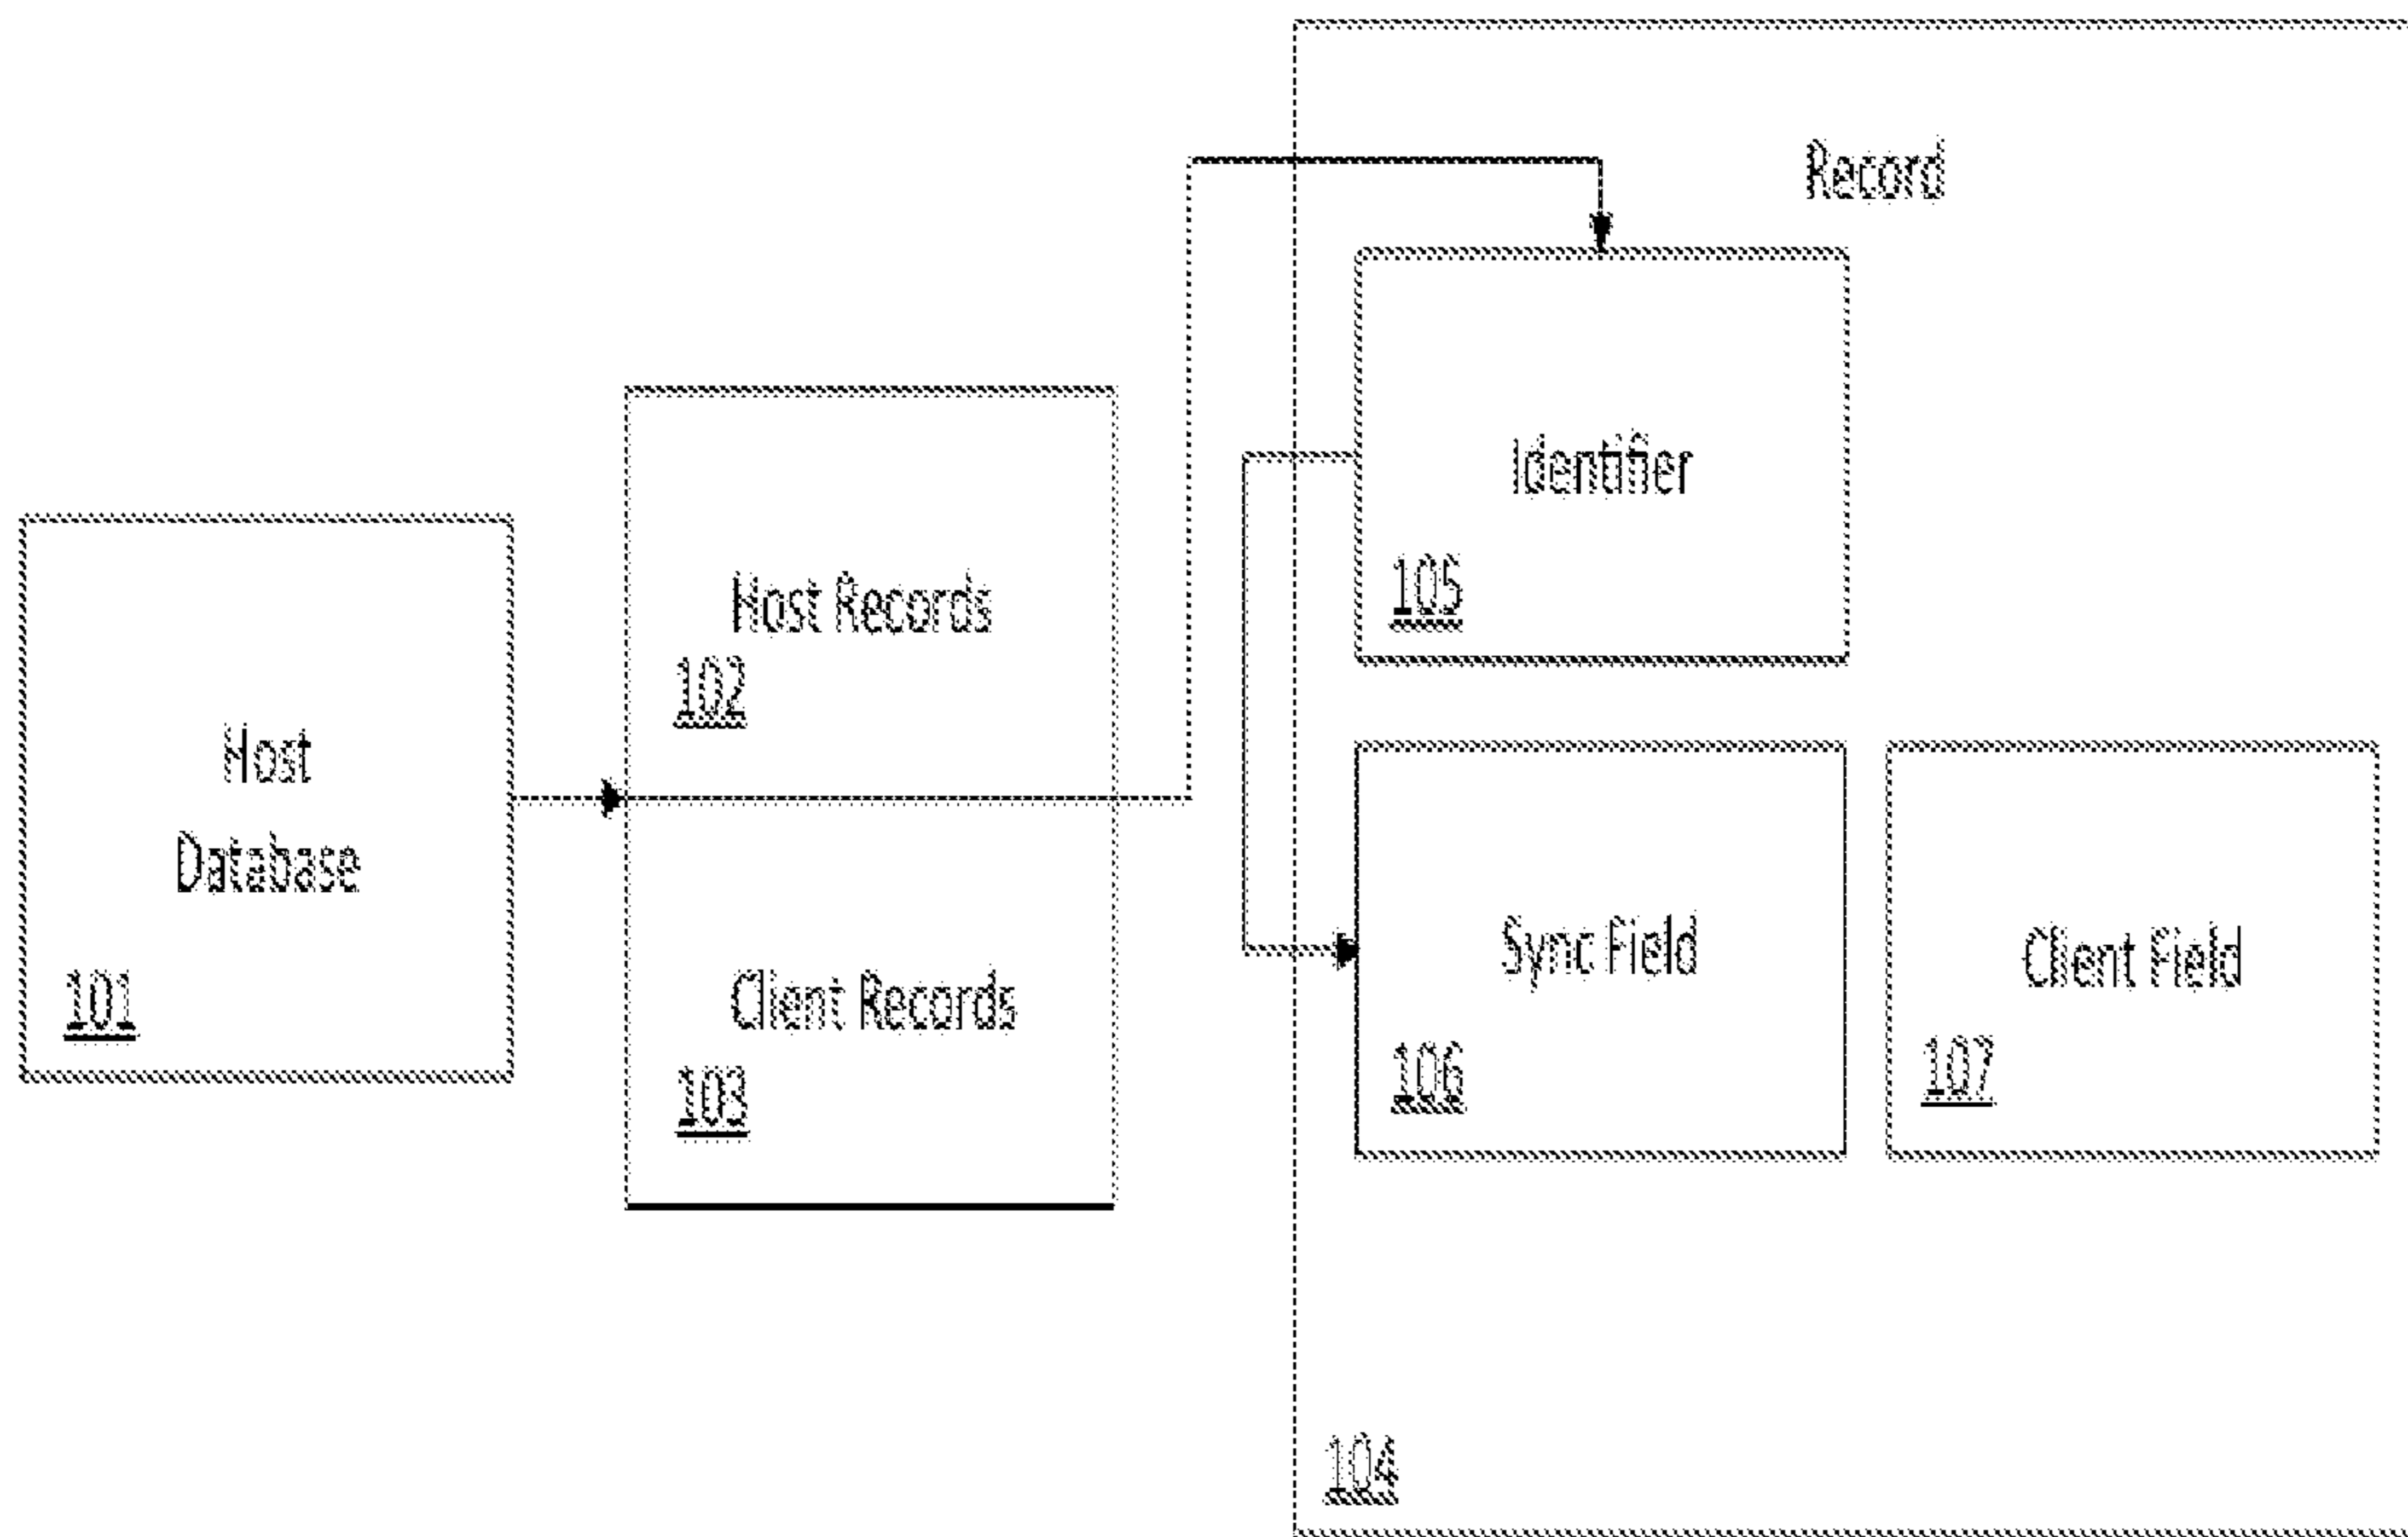 Host
Database
101
Host Records
102
Client Records
103
Record
Identifier
105
Sync Field
106
Client Field
107
104